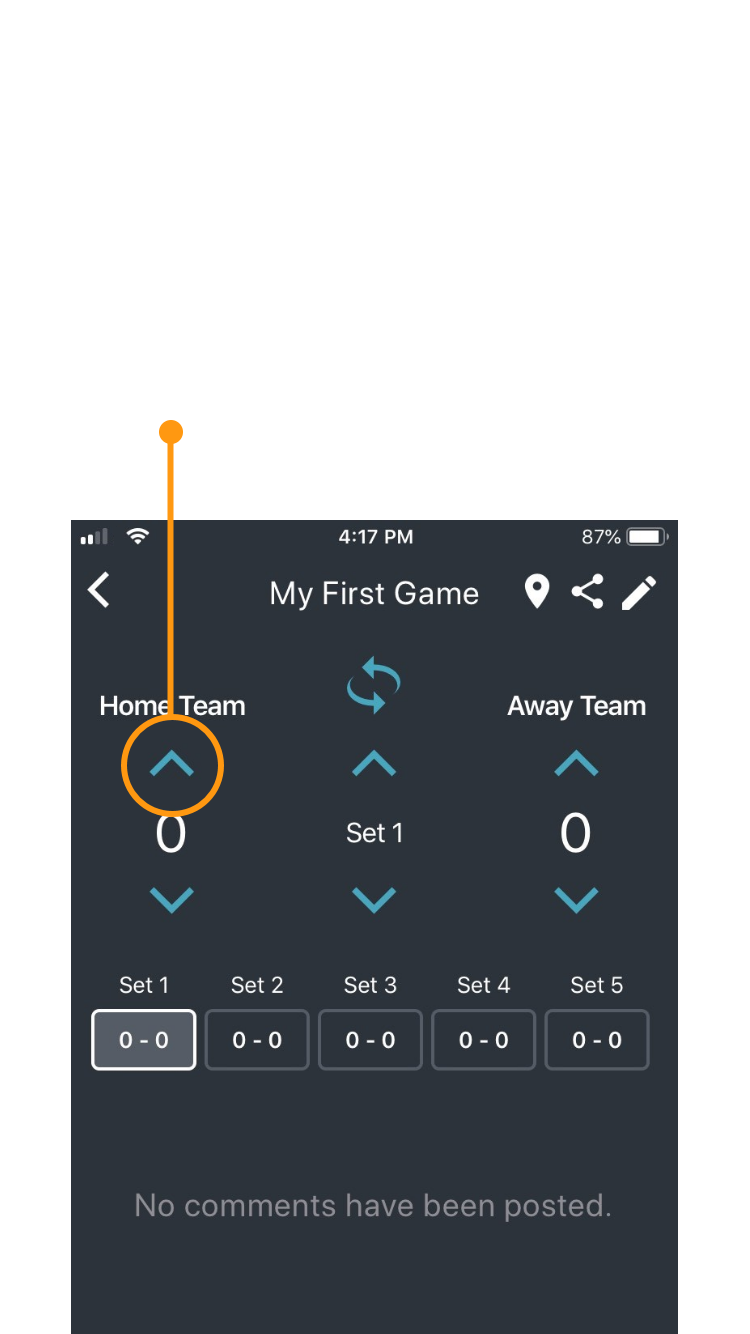 4:17 PM 87%
My First Game
Home Team Away Team
0 Set 1 0
Set 1 Set 2 Set 3 Set 4 Set 5
0 - 0 0 - 0 0 - 0 0 - 0 0 - 0
No comments have been posted.